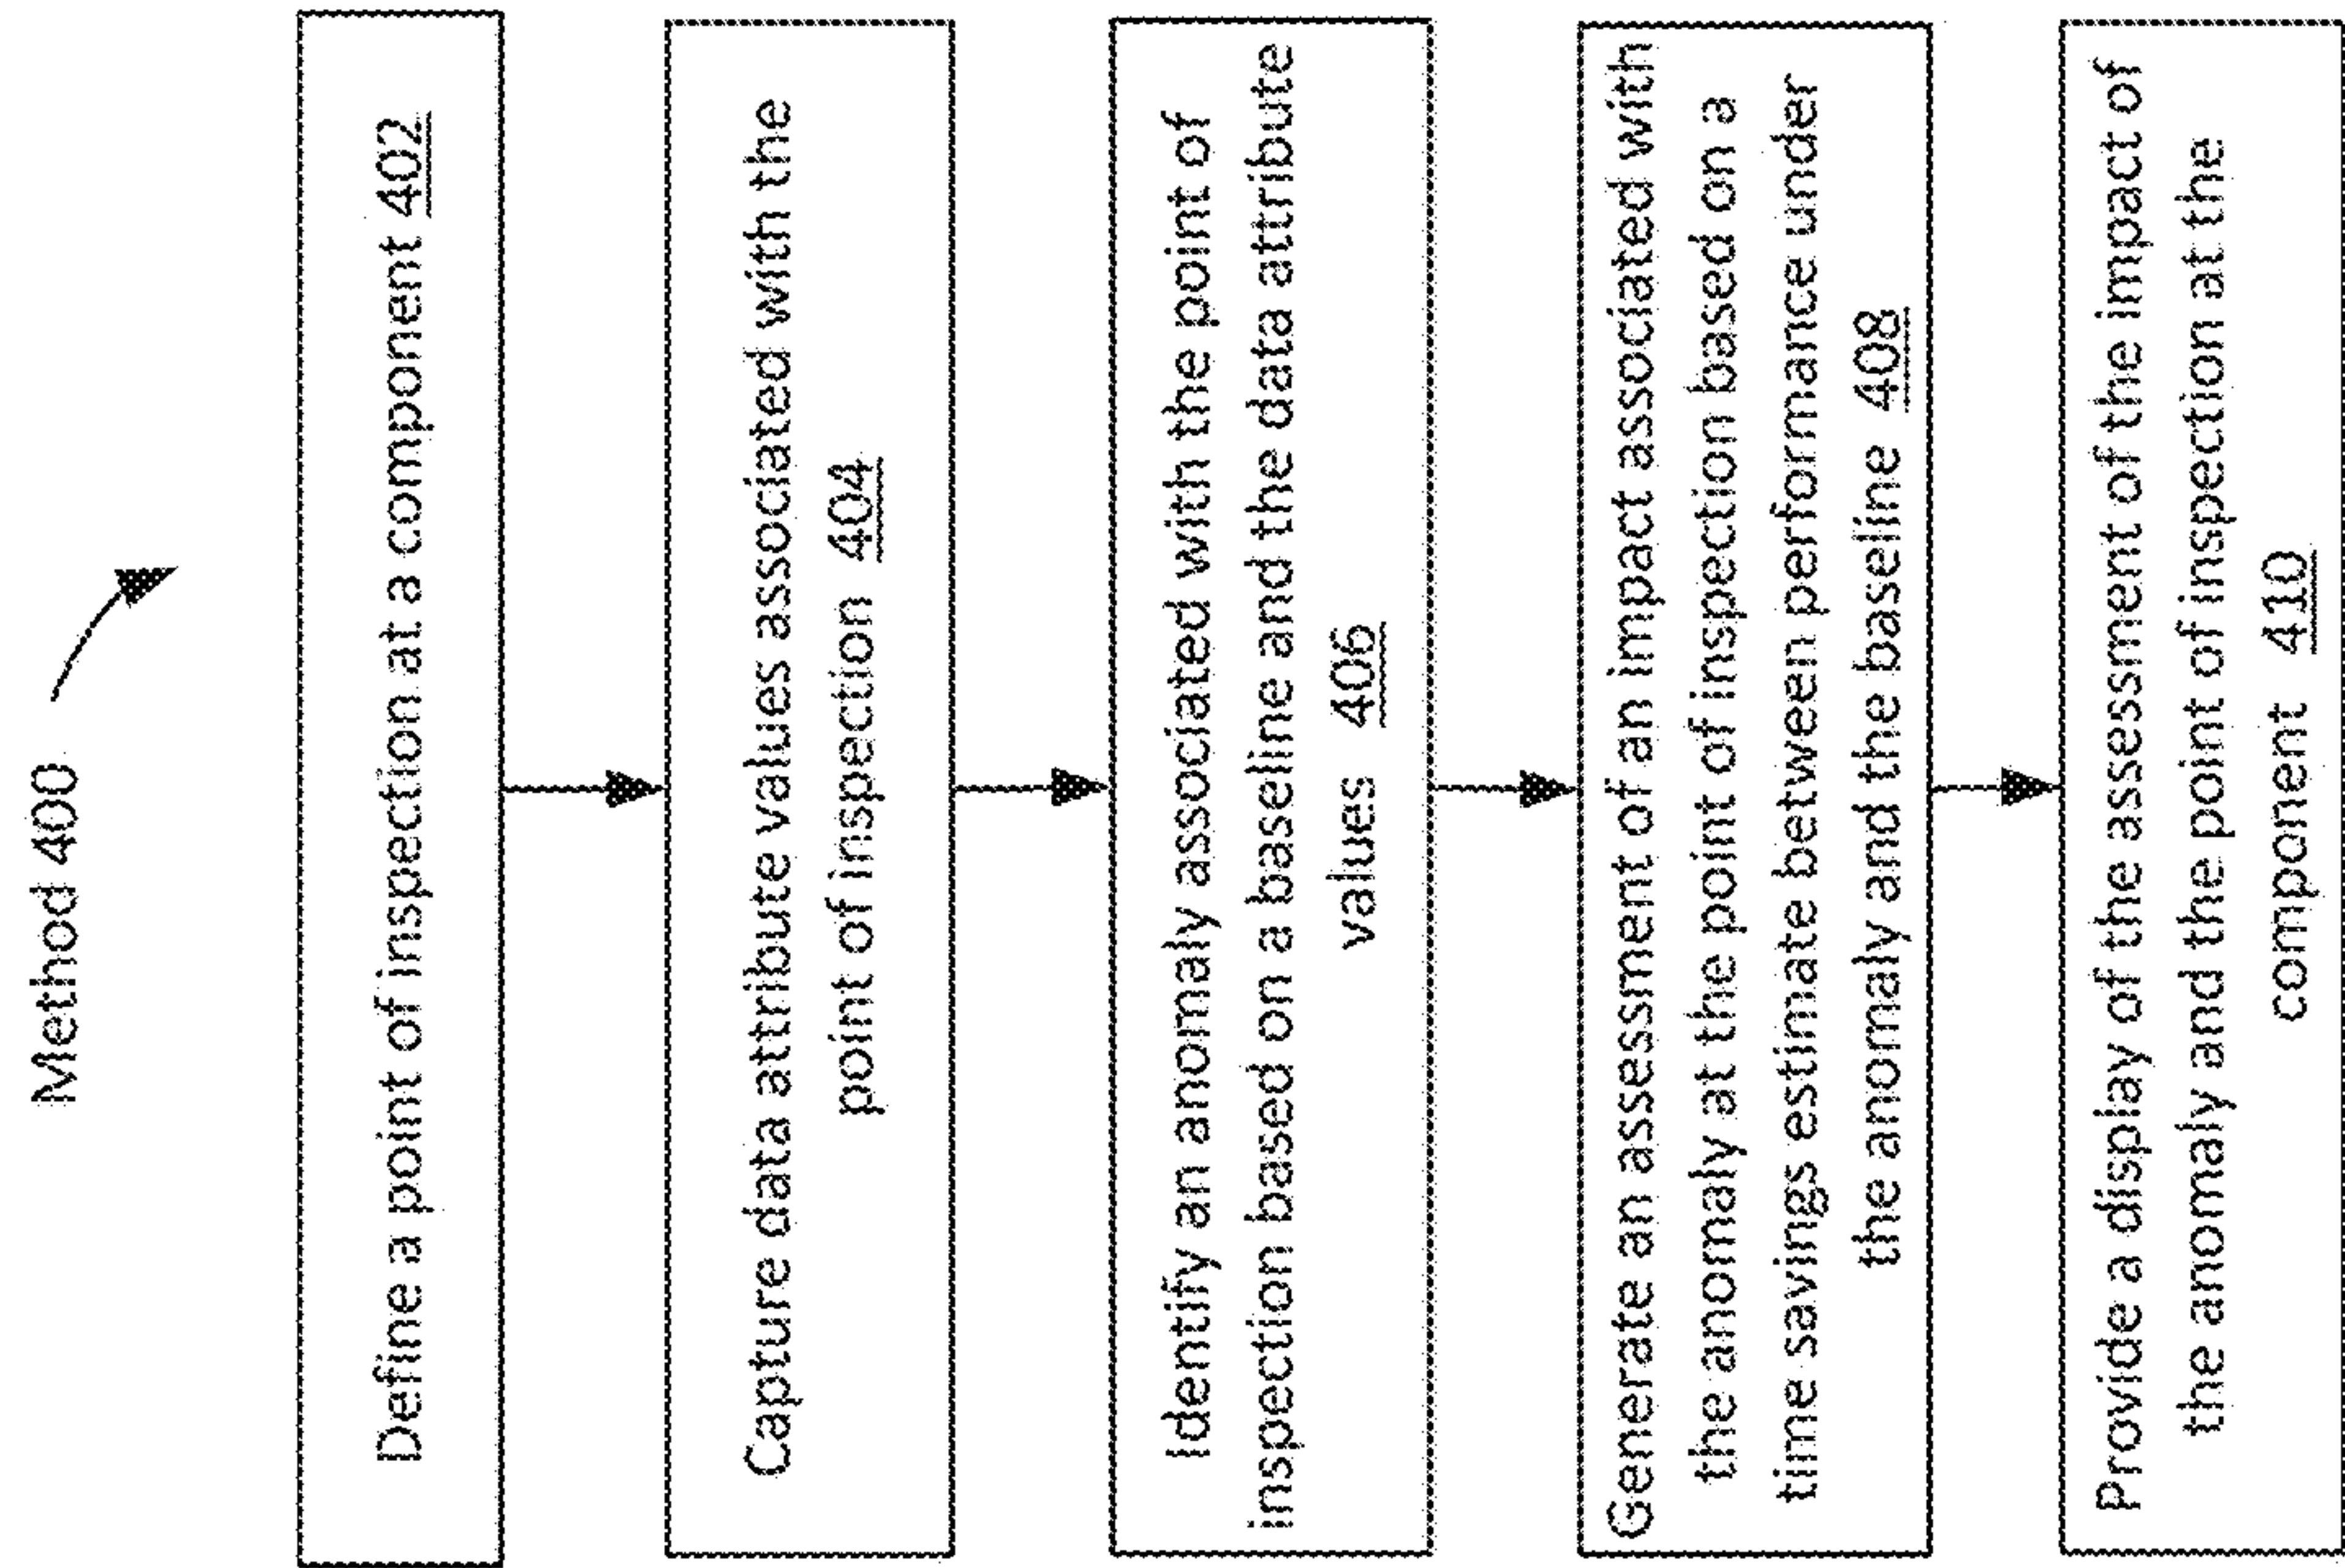 Method 400
Define a point of inspection at a component 402
Capture data attribute values associated with the
point of inspection 404
Identify an anomaly associated with the point of
inspection based on a baseline and the data attribute
values 406
Generate an assessment of an impact associated with
the anomaly at the point of inspection based on a
time savings estimate between performance under
the anomaly and the baseline 408
Provide a display of the assessment of the impact of
the anomaly and the point of inspection at the
component 410